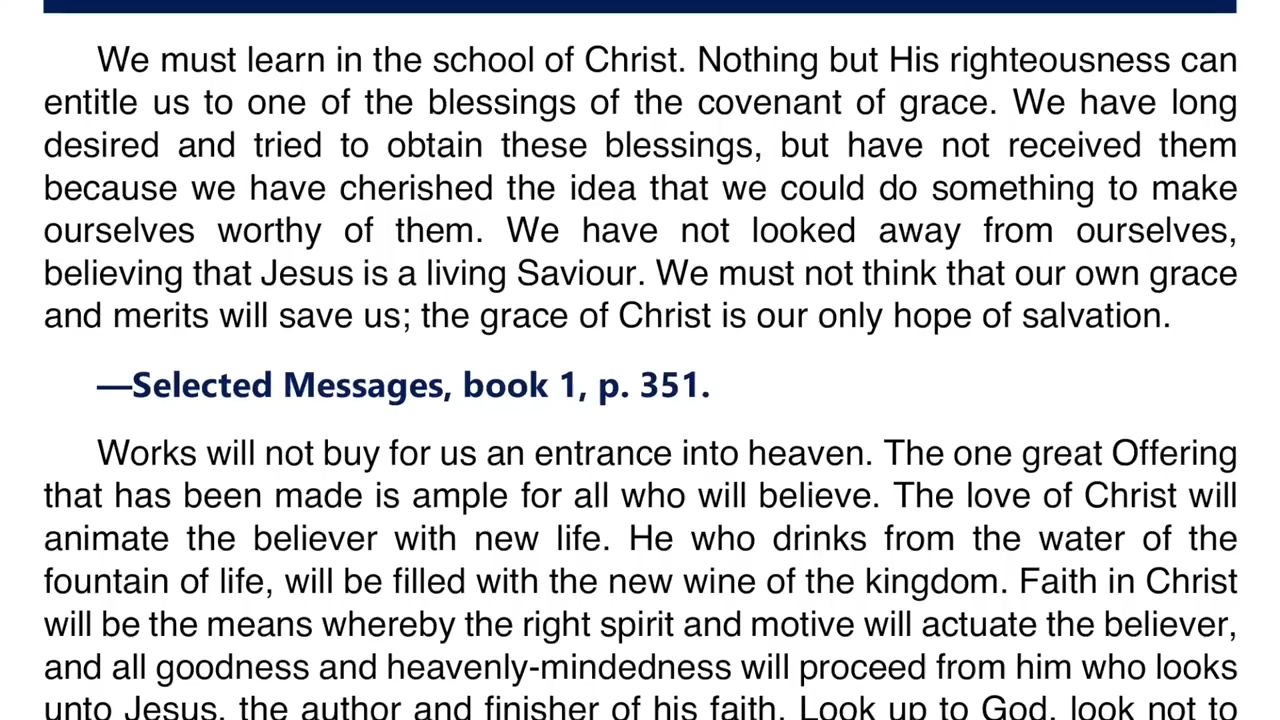 We must learn in the school of Christ. Nothing but His righteousness can
entitle us to one of the blessings of the covenant of grace. We have long
desired and tried to obtain these blessings, but have not received them
because we have cherished the idea that we could do something to make
ourselves worthy of them. We have not looked away from ourselves,
believing that Jesus is a living Saviour. We must not think that our own grace
and merits will save us; the grace of Christ is our only hope of salvation.
—Selected Messages, book 1, p. 351.
Works will not buy for us an entrance into heaven. The one great Offering
that has been made is ample for all who will believe. The love of Christ will
animate the believer with new life. He who drinks from the water of the
fountain of life, will be filled with the new wine of the kingdom. Faith in Christ
will be the means whereby the right spirit and motive will actuate the believer,
and all goodness and heavenly-mindedness will proceed from him who looks
unto Jesus, the author and finisher of his faith. Look up to God, look not to